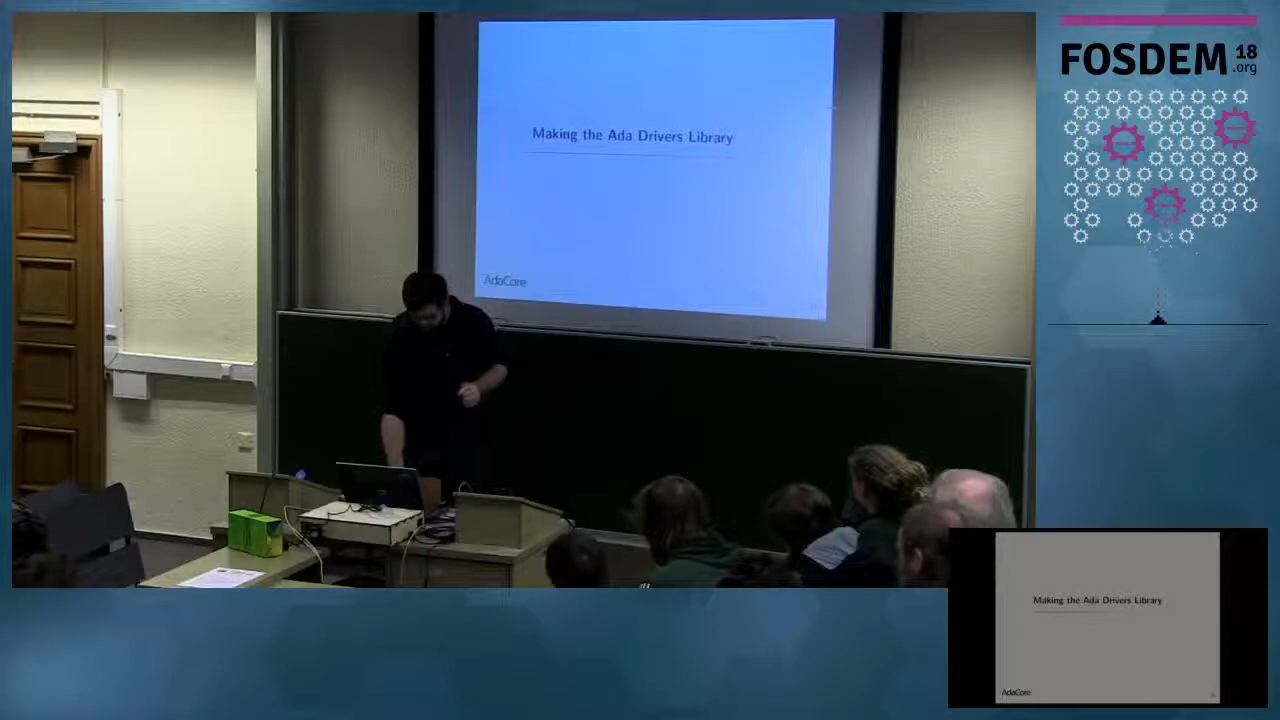 Making the Ada Drivers Library
AdaCore
FOSDEM 18
.org
Making the Ada Drivers Library
AdaCore